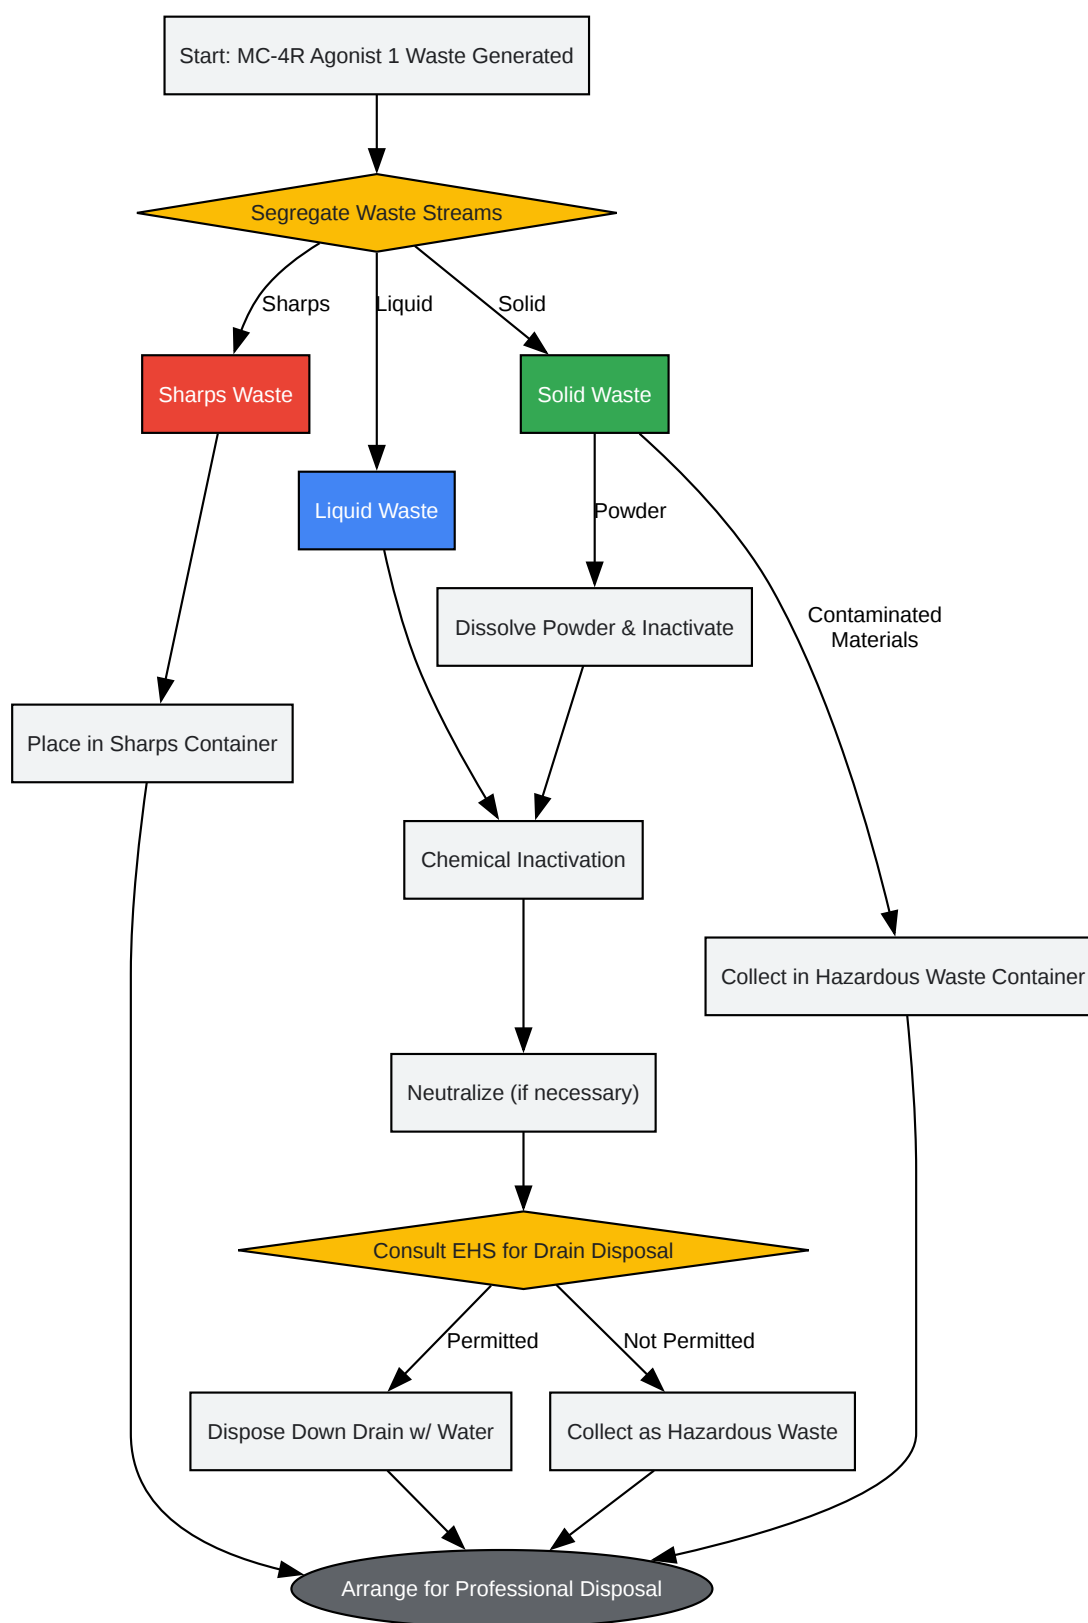 Start: MC-4R Agonist 1 Waste Generated
Segregate Waste Streams
Sharps
Liquid
Solid
Sharps Waste
Solid Waste
Liquid Waste
Powder
Dissolve Powder & Inactivate
Contaminated
Materials
Place in Sharps Container
Chemical Inactivation
Collect in Hazardous Waste Container
Neutralize (if necessary)
Consult EHS for Drain Disposal
Permitted
Not Permitted
Dispose Down Drain w/ Water
Collect as Hazardous Waste
Arrange for Professional Disposal